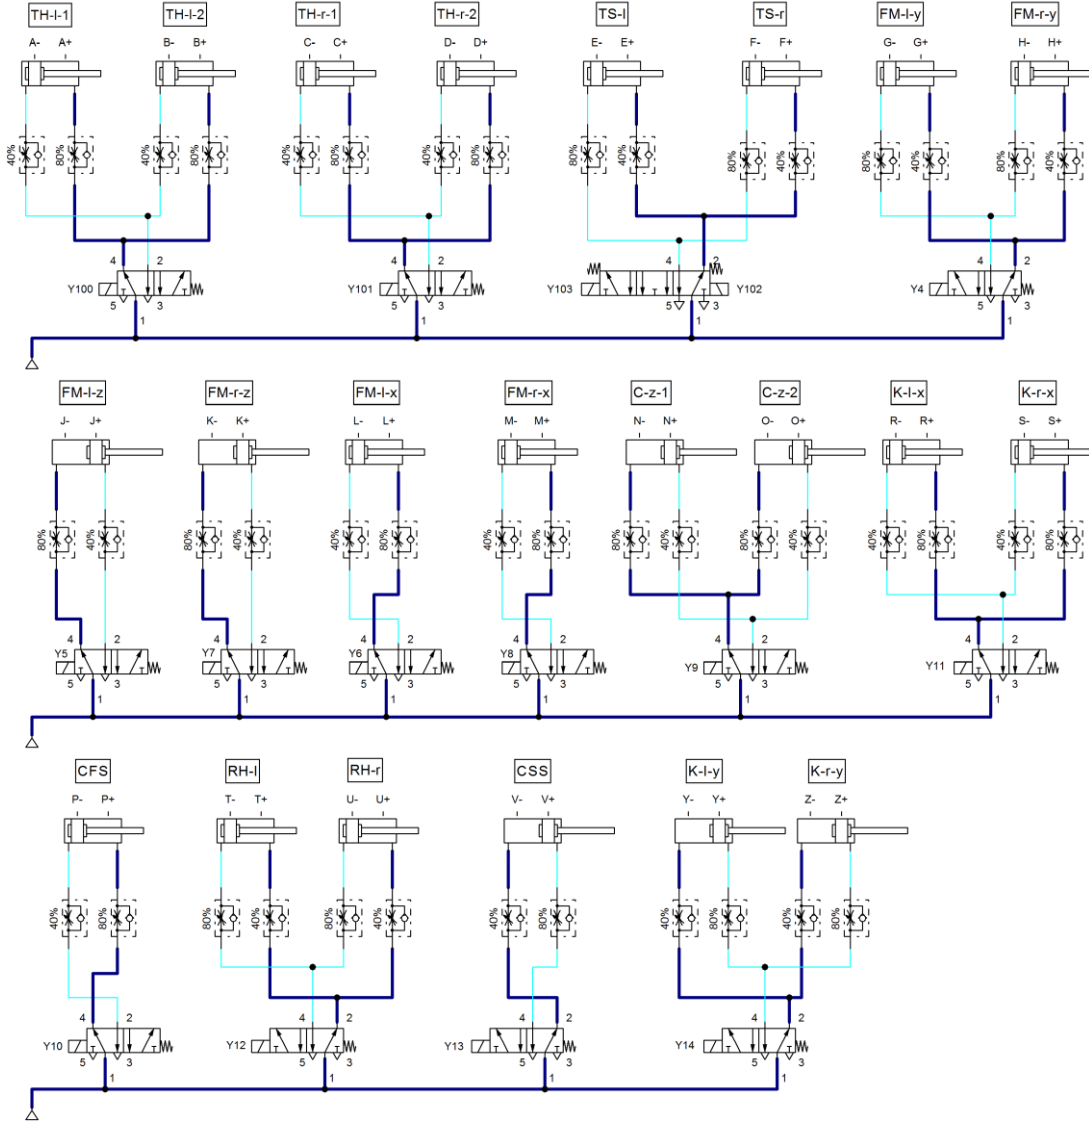 TH-l-1 TH-l-2 TH-r-1 TH-r-2 TS-l TS-r FM-l-y FM-r-y
A- A+ B- B+ C- C+ D- D+ E- E+ F- F+ G- G+ H- H+
40% 80% 40% 80% 40% 80% 40% 80% 80% 40% 80% 40% 80% 40% 80% 40%
4 2 4 2 4 2 4 2
Y100 Y101 Y103 Y102 Y4
5 3 5 3 5 3 5 3
1 1 1 1
FM-l-z FM-r-z FM-l-x FM-r-x C-z-1 C-z-2 K-l-x K-r-x
J- J+ K- K+ L- L+ M- M+ N- N+ O- O+ R- R+ S- S+
80% 40% 80% 40% 40% 80% 40% 80% 80% 40% 80% 40% 40% 80% 40% 80%
4 2 4 2 4 2 4 2 4 2 4 2
Y5 Y7 Y6 Y8 Y9 Y11
5 3 5 3 5 3 5 3 5 3 5 3
1 1 1 1 1 1
CFS RH-l RH-r CSS K-l-y K-r-y
P- P+ T- T+ U- U+ V- V+ Y- Y+ Z- Z+
40% 80% 80% 40% 80% 40% 40% 80% 40% 80% 40% 80%
4 2 4 2 4 2 4 2
Y10 Y12 Y13 Y14
5 3 5 3 5 3 5 3
1 1 1 1